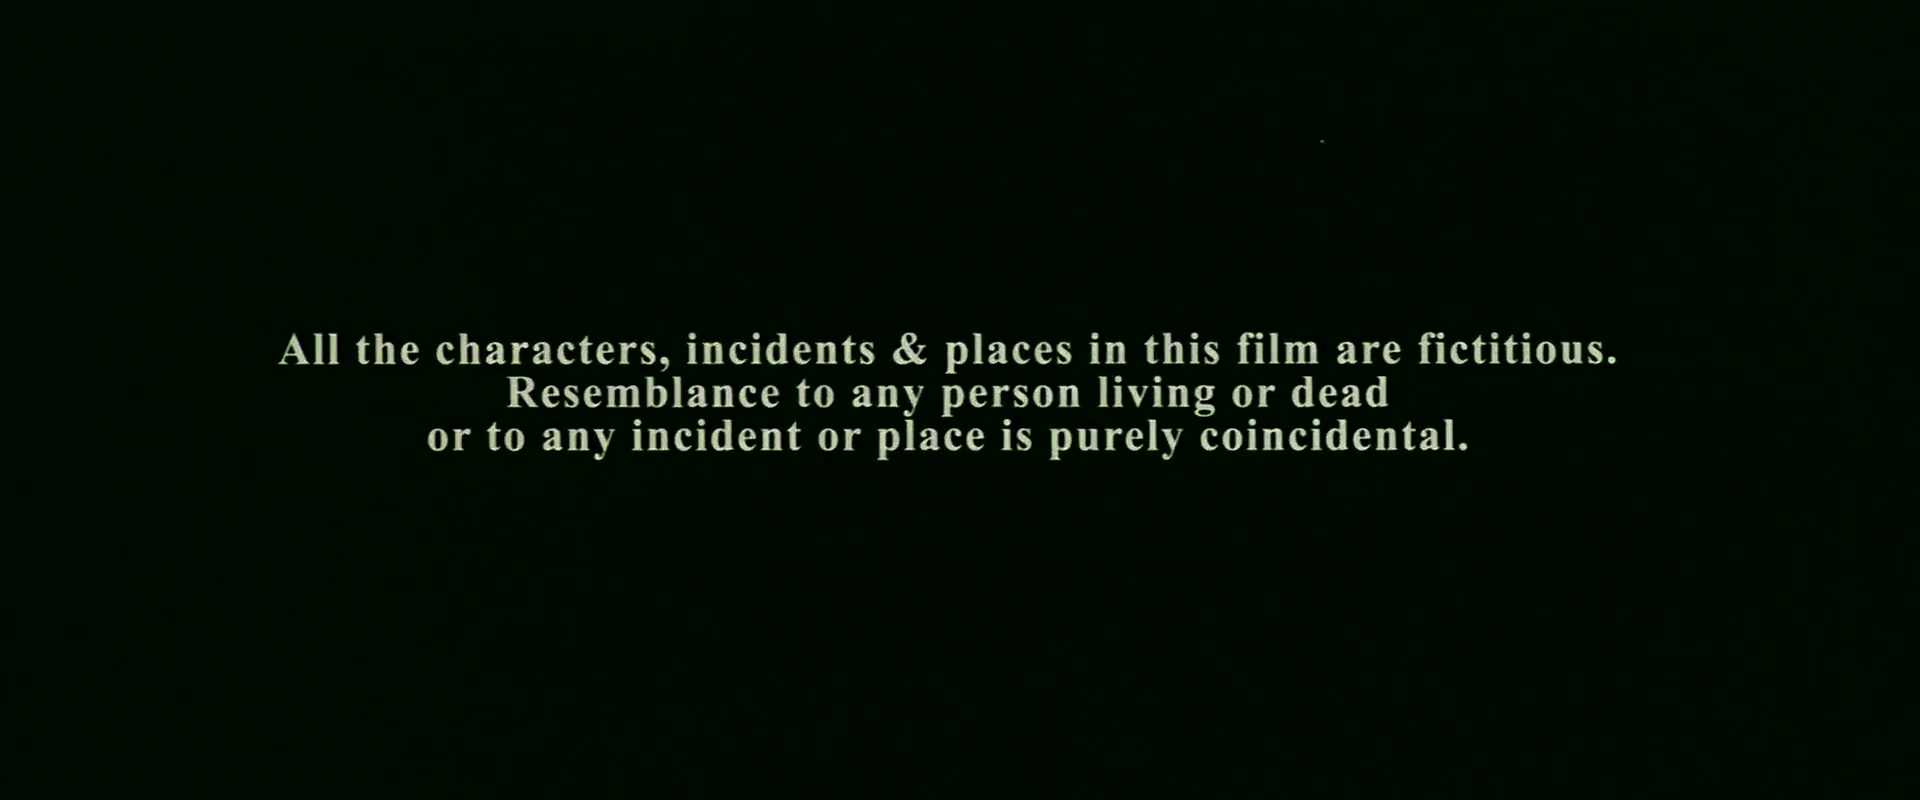 All the characters, incidents & places in this film are fictitious.
Resemblance to any person living or dead
or to any incident or place is purely coincidental.